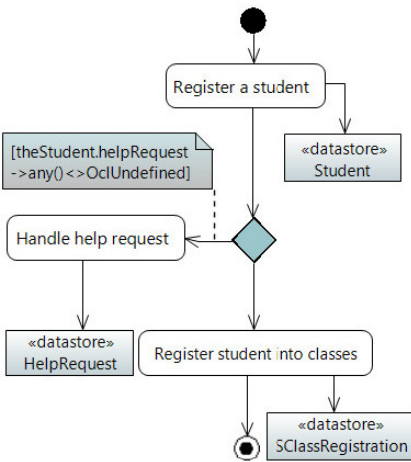 Register a student
[theStudent.helpRequest
->any()<>OclUndefined]
«datastore»
Student
Handle help request
«datastore»
HelpRequest
Register student into classes
«datastore»
SClassRegistration